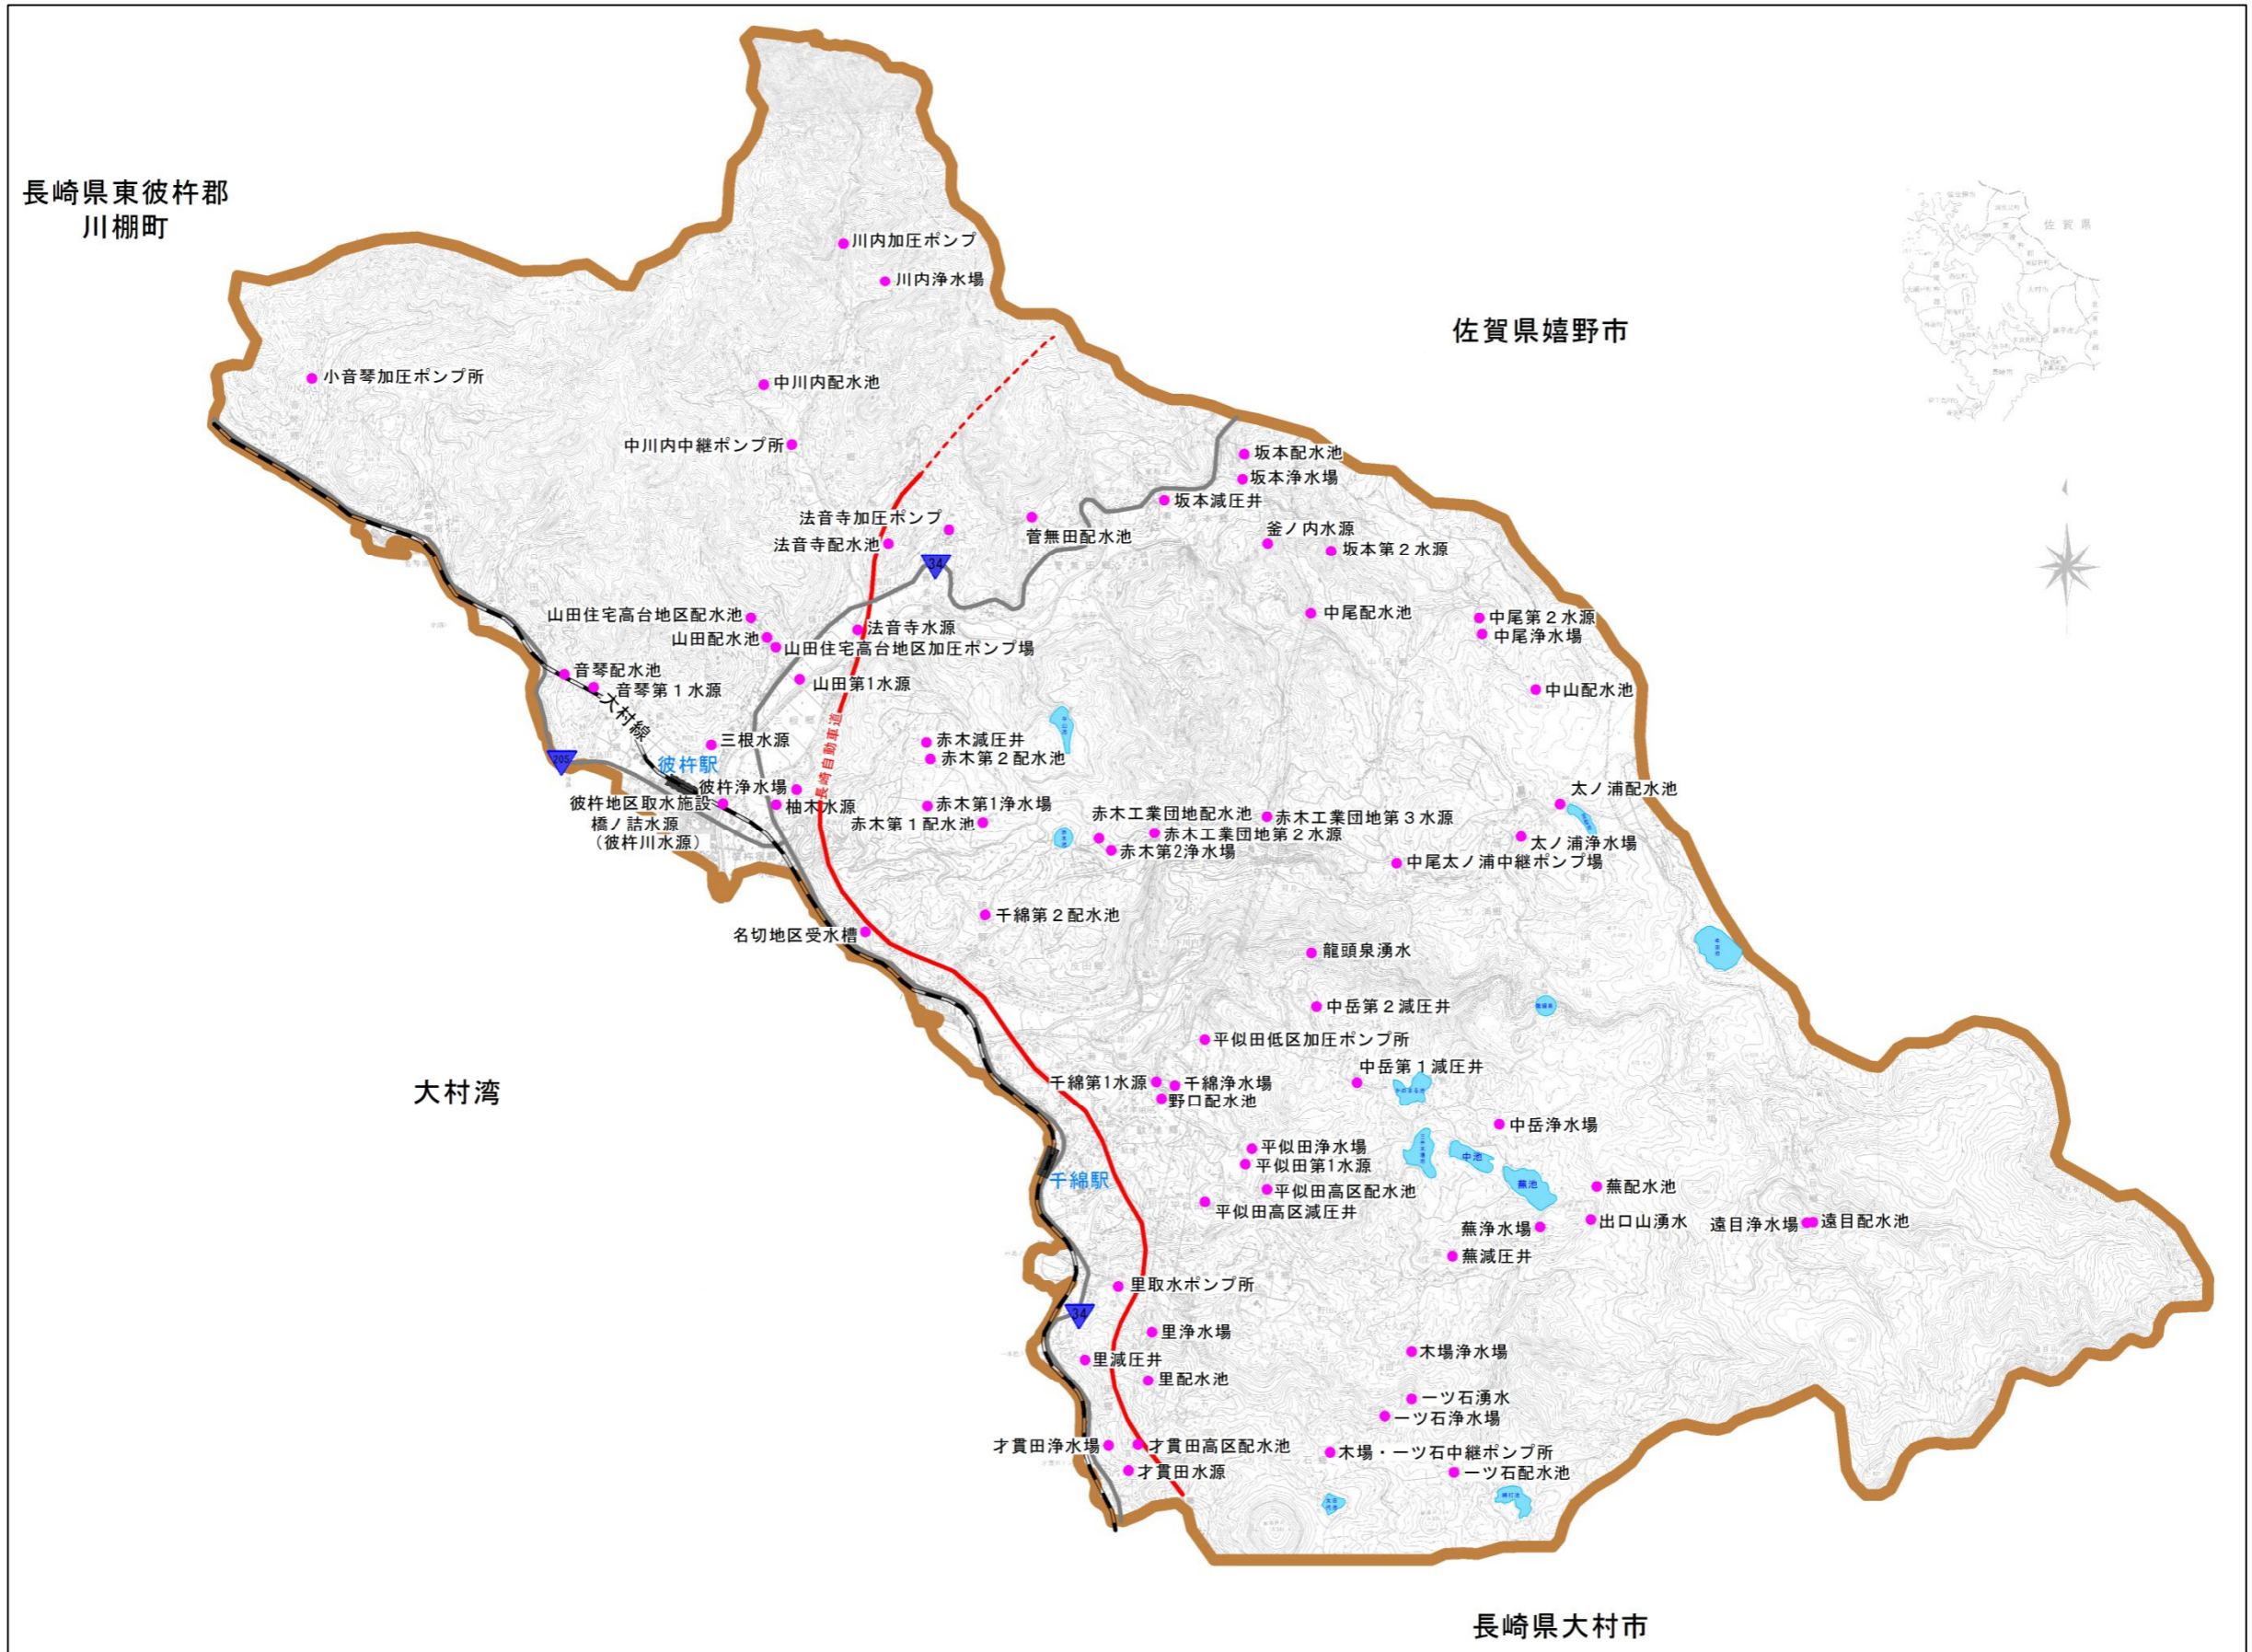 長崎県東彼杵郡
川棚町
佐賀県
佐賀県嬉野市
川内加圧ポンプ
川内浄水場
小音琴加圧ポンプ所
中川内配水池
中川内中継ポンプ所
坂本配水池
坂本浄水場
坂本減圧井
法音寺加圧ポンプ
法音寺配水池
菅無田配水池
釜ノ内水源
坂本第2水源
34
山田住宅高台地区配水池
山田配水池
法音寺水源
山田住宅高台地区加圧ポンプ場
中尾配水池
中尾第2水源
中尾浄水場
音琴配水池
音琴第1水源
山田第1水源
中山配水池
大村線
長崎自動車道
三根水源
赤木減圧井
赤木第2配水池
205
彼杵駅
彼杵浄水場
彼杵地区取水施設
橋ノ詰水源
(彼杵川水源)
柚木水源
赤木第1浄水場
赤木第1配水池
赤木工業団地配水池
赤木工業団地第3水源
赤木工業団地第2水源
赤木第2浄水場
太ノ浦配水池
太ノ浦浄水場
中尾太ノ浦中継ポンプ場
千綿第2配水池
名切地区受水槽
龍頭泉湧水
中岳第2減圧井
平似田低区加圧ポンプ所
中岳第1減圧井
大村湾
千綿第1水源
千綿浄水場
野口配水池
中岳浄水場
平似田浄水場
平似田第1水源
中池
千綿駅
平似田高区配水池
平似田高区減圧井
蕪池
蕪配水池
出口山湧水
蕪浄水場
遠目浄水場
遠目配水池
蕪減圧井
里取水ポンプ所
34
里浄水場
里減圧井
里配水池
木場浄水場
一ツ石湧水
一ツ石浄水場
才貫田浄水場
才貫田高区配水池
才貫田水源
木場・一ツ石中継ポンプ所
一ツ石配水池
長崎県大村市